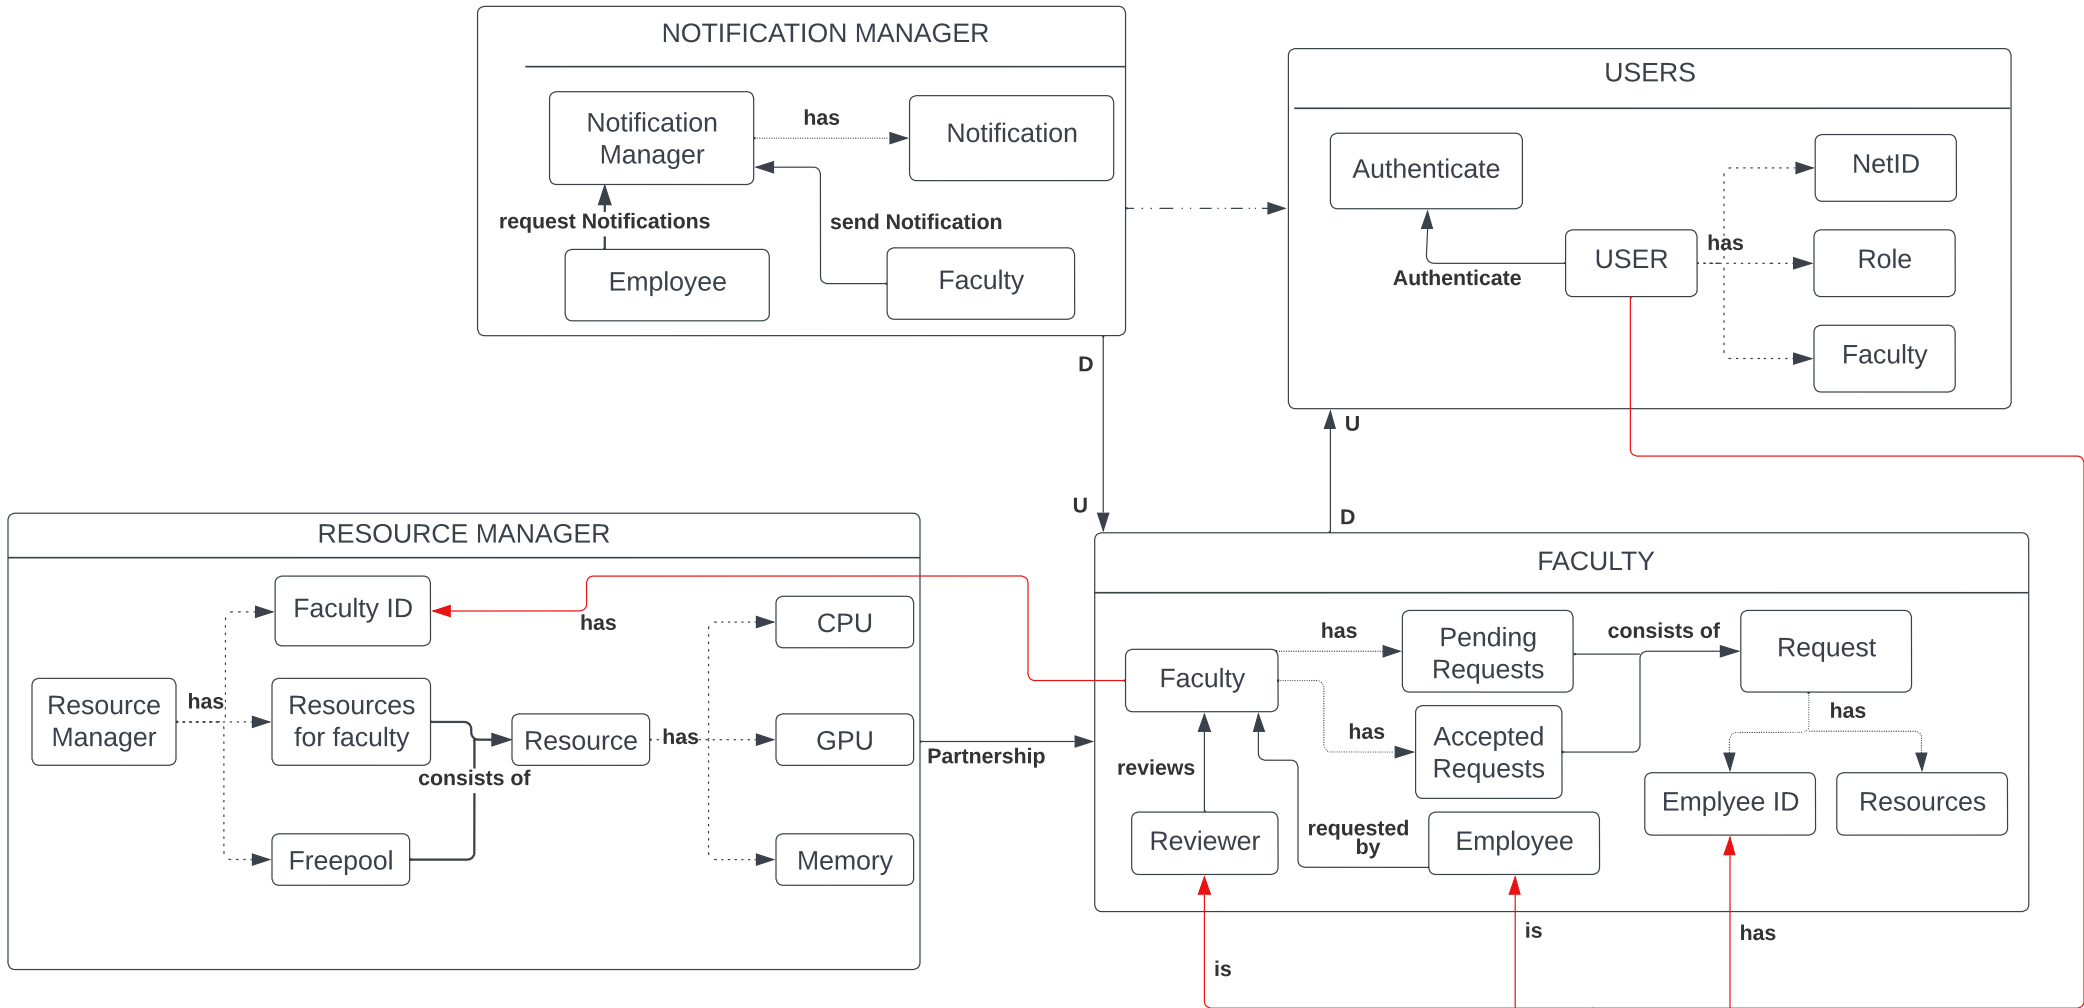 NOTIFICATION MANAGER
Notification
Manager
has
Notification
request Notifications
send Notification
Employee
Faculty
USERS
Authenticate
NetID
has
USER
Role
Authenticate
Faculty
D
U
U
D
RESOURCE MANAGER
Faculty ID
has
CPU
Resource
Manager
has
Resources
for faculty
Resource
has
GPU
consists of
Freepool
Memory
Partnership
FACULTY
Faculty
has
Pending
Requests
consists of
Request
has
has
Accepted
Requests
reviews
Emplyee ID
Resources
Reviewer
requested
by
Employee
is
is
has